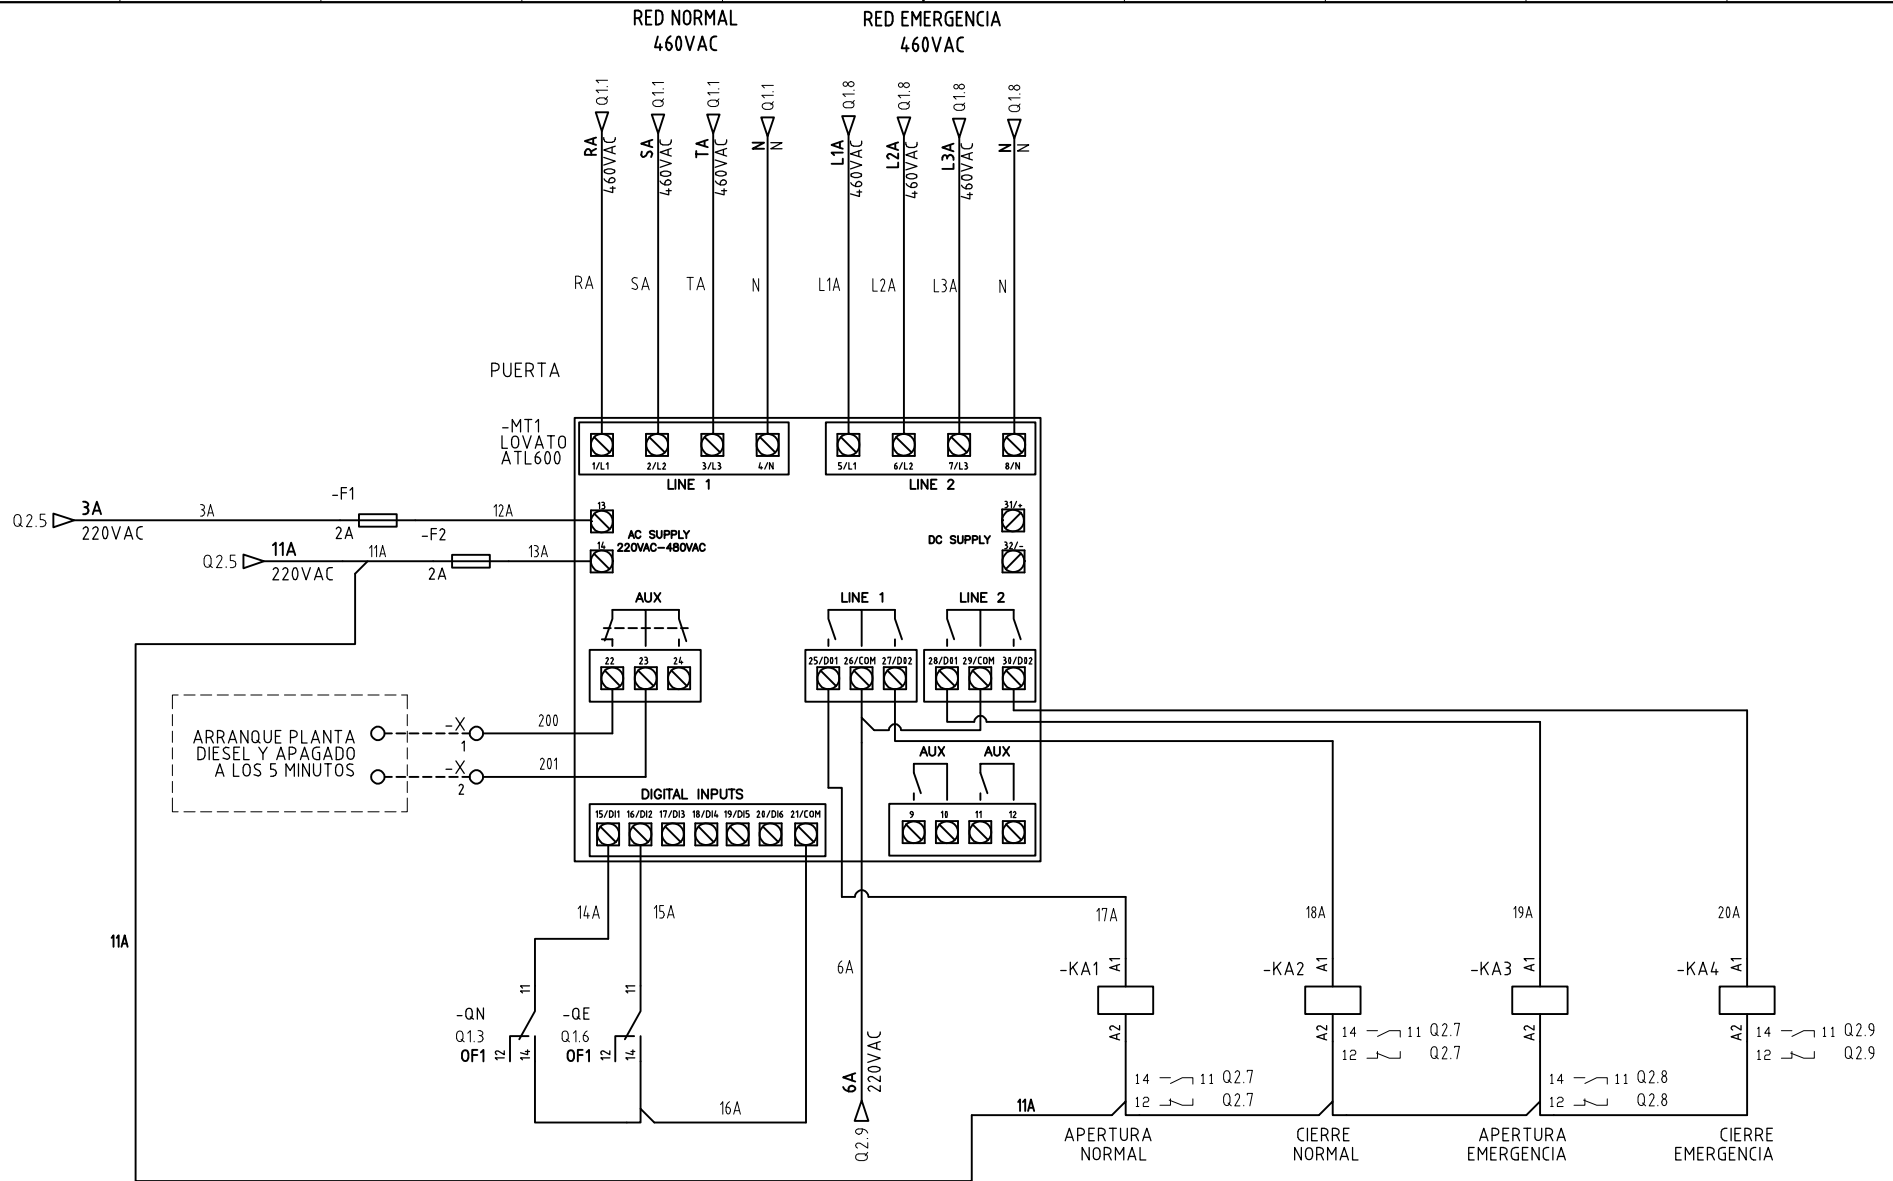 RED NORMAL
460VAC
RED EMERGENCIA
460VAC
Q1.1
Q1.1
Q1.1
Q1.1
Q1.8
Q1.8
Q1.8
Q1.8
RA
460VAC
SA
460VAC
TA
460VAC
N
N
L1A
460VAC
L2A
460VAC
L3A
460VAC
N
N
RA
SA
TA
N
L1A
L2A
L3A
N
PUERTA
-MT1
LOVATO
ATL600
1/L1
2/L2
3/L3
4/N
5/L1
6/L2
7/L3
8/N
LINE 1
LINE 2
Q2.5
3A
220VAC
3A
-F1
2A
12A
13
AC SUPPLY
220VAC-480VAC
31/+
DC SUPPLY
32/-
Q2.5
11A
220VAC
11A
-F2
2A
13A
14
AUX
LINE 1
LINE 2
22
23
24
25/DO1
26/COM
27/DO2
28/DO1
29/COM
30/DO2
ARRANQUE PLANTA
DIESEL Y APAGADO
A LOS 5 MINUTOS
-X
1
200
-X
2
201
AUX
AUX
DIGITAL INPUTS
15/DI1
16/DI2
17/DI3
18/DI4
19/DI5
20/DI6
21/COM
9
10
11
12
11A
14A
15A
6A
17A
18A
19A
20A
-KA1
A1
A2
-KA2
A1
A2
-KA3
A1
A2
-KA4
A1
A2
-QN
Q1.3
OF1
11
12
14
-QE
Q1.6
OF1
11
12
14
16A
6A
220VAC
Q2.9
11A
14
11
Q2.7
12
Q2.7
14
11
Q2.7
12
Q2.7
14
11
Q2.8
12
Q2.8
14
11
Q2.9
12
Q2.9
APERTURA
NORMAL
CIERRE
NORMAL
APERTURA
EMERGENCIA
CIERRE
EMERGENCIA